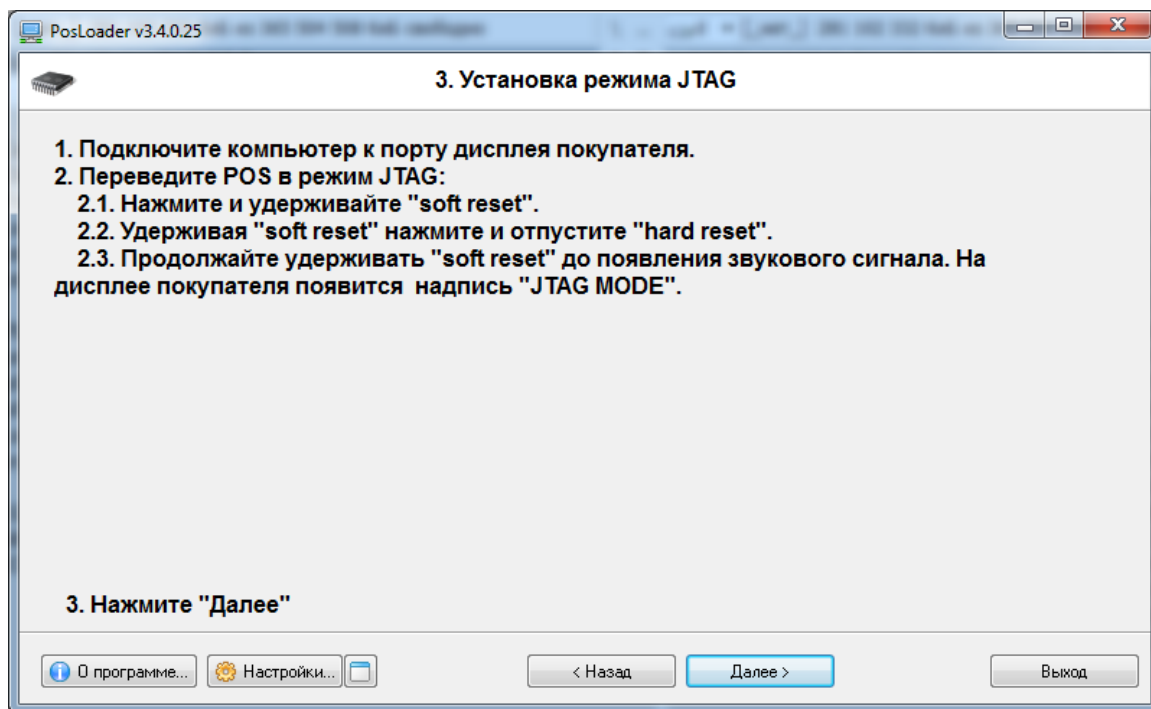 PosLoader v3.4.0.25
3. Установка режима JTAG
1. Подключите компьютер к порту дисплея покупателя.
2. Переведите POS в режим JTAG:
2.1. Нажмите и удерживайте "soft reset".
2.2. Удерживая "soft reset" нажмите и отпустите "hard reset".
2.3. Продолжайте удерживать "soft reset" до появления звукового сигнала. На
дисплее покупателя появится надпись "JTAG MODE".
3. Нажмите "Далее"
О программе... Настройки... < Назад Далее > Выход